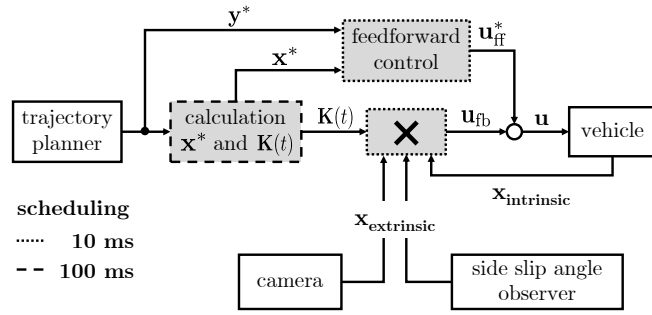 y*
feedforward
control
u*ff
x*
trajectory
planner
calculation
x* and K(t)
K(t)
×
ufb
u
vehicle
xintrinsic
xextrinsic
scheduling
10 ms
100 ms
camera
side slip angle
observer